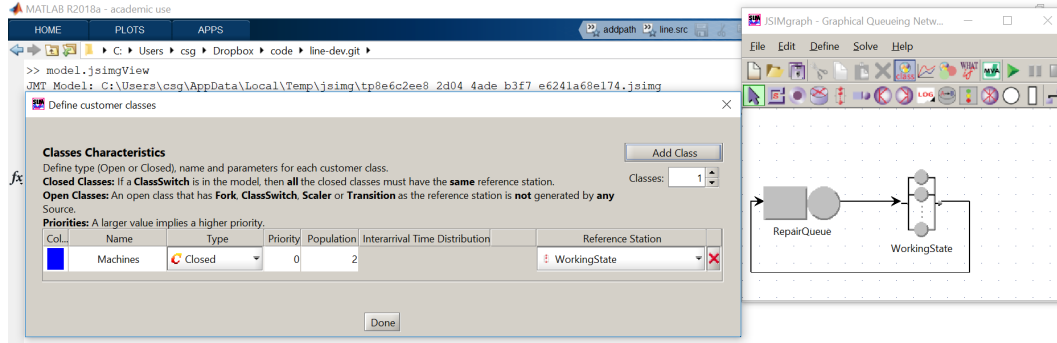 MATLAB R2018a - academic use
HOME PLOTS APPS
addpath line.src
C: Users csg Dropbox code line-dev.git
>> model.jsimgView
JMT Model: C:\Users\csg\AppData\Local\Temp\jsimg\tp8e6c2ee8_2d04_4ade_b3f7_e6241a68e174.jsimg
fx
Define customer classes
Classes Characteristics
Define type (Open or Closed), name and parameters for each customer class.
Closed Classes: If a ClassSwitch is in the model, then all the closed classes must have the same reference station.
Open Classes: An open class that has Fork, ClassSwitch, Scaler or Transition as the reference station is not generated by any
Source.
Priorities: A larger value implies a higher priority.
Add Class
Classes: 1
Col... Name Type Priority Population Interarrival Time Distribution Reference Station
Machines C Closed 0 2 WorkingState
Done
JSIMgraph - Graphical Queueing Netw...
File Edit Define Solve Help
CLASS WHAT IF MVA
LOG
RepairQueue
WorkingState